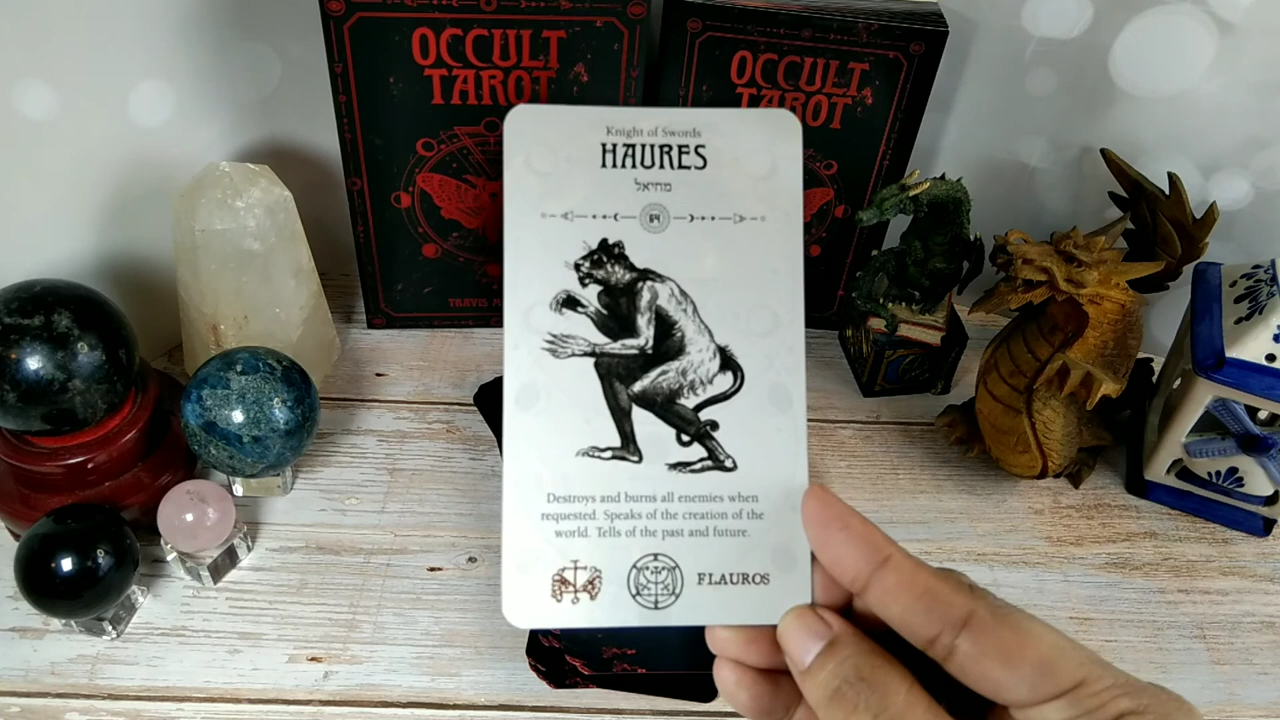 OCCULT
TAROT
TRAVIS
OCCULT
TAROT
Knight of Swords
HAURES
מחיאל
64
Destroys and burns all enemies when
requested. Speaks of the creation of the
world. Tells of the past and future.
FLAUROS